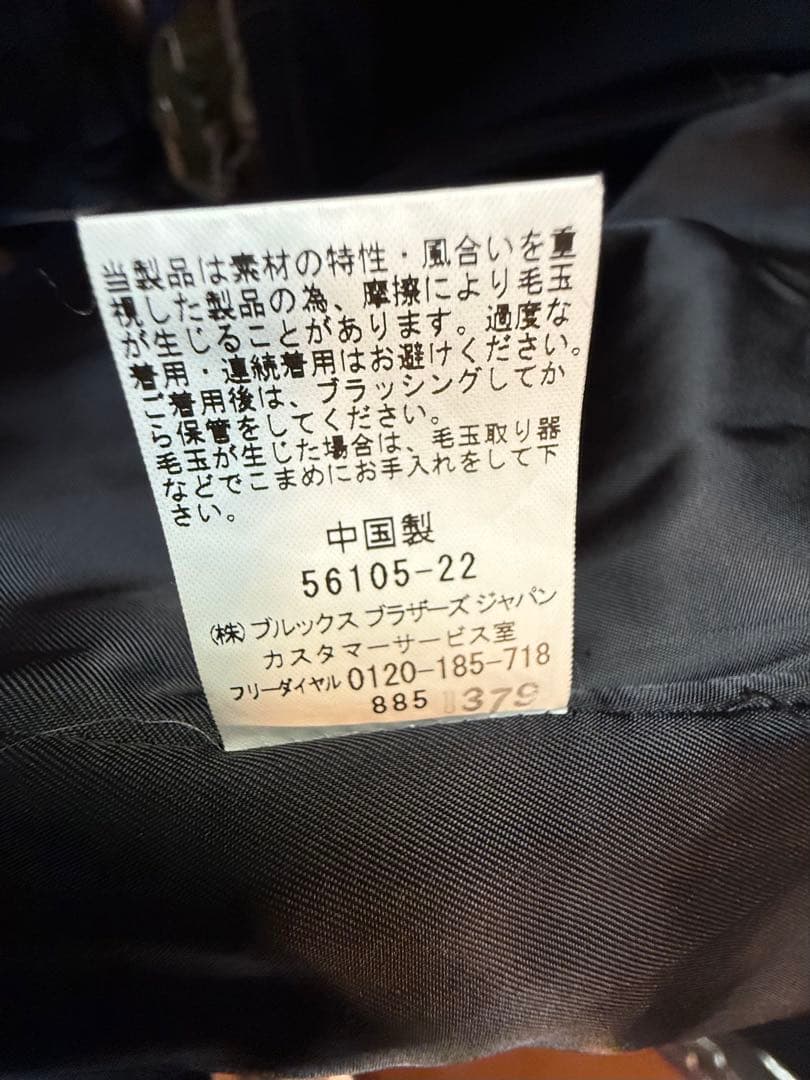 当製品は素材の特性・風合いを重
視した製品の為、摩擦により毛玉
が生じることがあります。過度な
着用・連続着用はお避けください。
ご着用後は、ブラッシングしてか
ら保管をしてください。
毛玉が生じた場合は、毛玉取り器
などでこまめにお手入れをして下
さい。
中国製
56105-22
(株)ブルックス ブラザーズ ジャパン
カスタマーサービス室
フリーダイヤル 0120-185-718
885 379